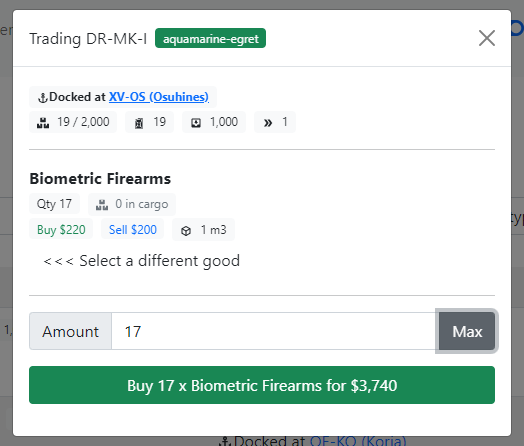 Trading DR-MK-I aquamarine-egret
Docked at XV-OS (Osuhines)
19 / 2,000 19 1,000 1
Biometric Firearms
Qty 17 0 in cargo
Buy $220 Sell $200 1 m3
<<< Select a different good
Amount 17 Max
Buy 17 x Biometric Firearms for $3,740
Docked at OF-KO (Koria)